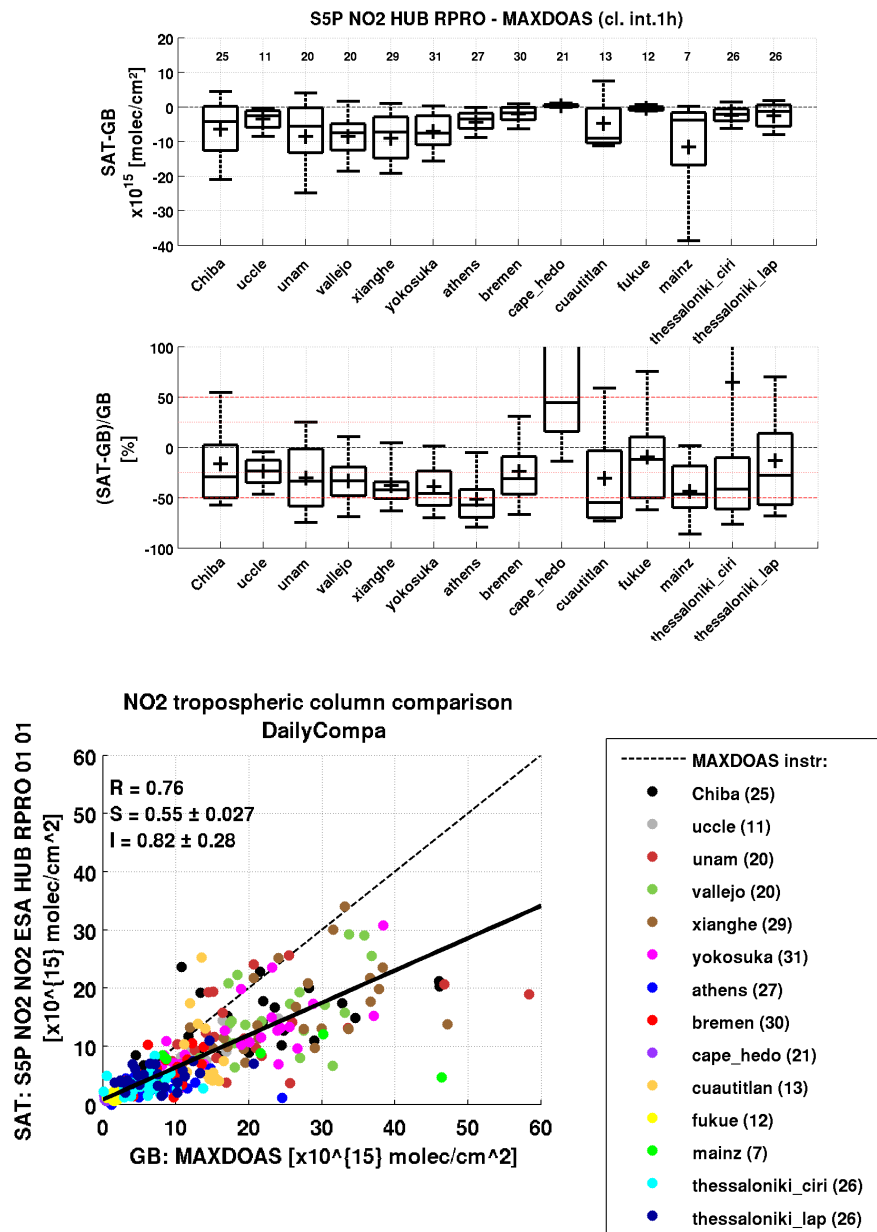 S5P NO2 HUB RPRO - MAXDOAS (cl. int.1h)
SAT-GB
x10^15 [molec/cm²]
20
10
0
-10
-20
-30
-40
25 11 20 20 29 31 27 30 21 13 12 7 26 26
Chiba uccle unam vallejo xianghe yokosuka athens bremen cape_hedo cuautitlan fukue mainz thessaloniki_ciri thessaloniki_lap
(SAT-GB)/GB
[%]
100
50
0
-50
-100
Chiba uccle unam vallejo xianghe yokosuka athens bremen cape_hedo cuautitlan fukue mainz thessaloniki_ciri thessaloniki_lap
NO2 tropospheric column comparison
DailyCompa
SAT: S5P NO2 NO2 ESA HUB RPRO 01 01
[x10^{15} molec/cm^2]
60
50
40
30
20
10
0
R = 0.76
S = 0.55 ± 0.027
I = 0.82 ± 0.28
0 10 20 30 40 50 60
GB: MAXDOAS [x10^{15} molec/cm^2]
MAXDOAS instr:
Chiba (25)
uccle (11)
unam (20)
vallejo (20)
xianghe (29)
yokosuka (31)
athens (27)
bremen (30)
cape_hedo (21)
cuautitlan (13)
fukue (12)
mainz (7)
thessaloniki_ciri (26)
thessaloniki_lap (26)